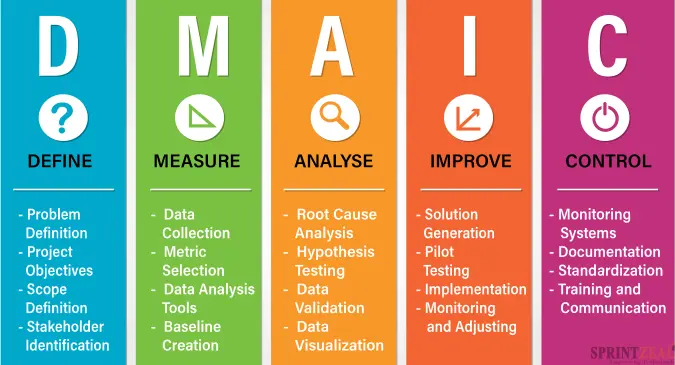 D
DEFINE
- Problem
Definition
- Project
Objectives
- Scope
Definition
- Stakeholder
Identification
M
MEASURE
- Data
Collection
- Metric
Selection
- Data Analysis
Tools
- Baseline
Creation
A
ANALYSE
- Root Cause
Analysis
- Hypothesis
Testing
- Data
Validation
- Data
Visualization
I
IMPROVE
- Solution
Generation
- Pilot
Testing
- Implementation
- Monitoring
and Adjusting
C
CONTROL
- Monitoring
Systems
- Documentation
- Standardization
- Training and
Communication
SPRINTZEAL